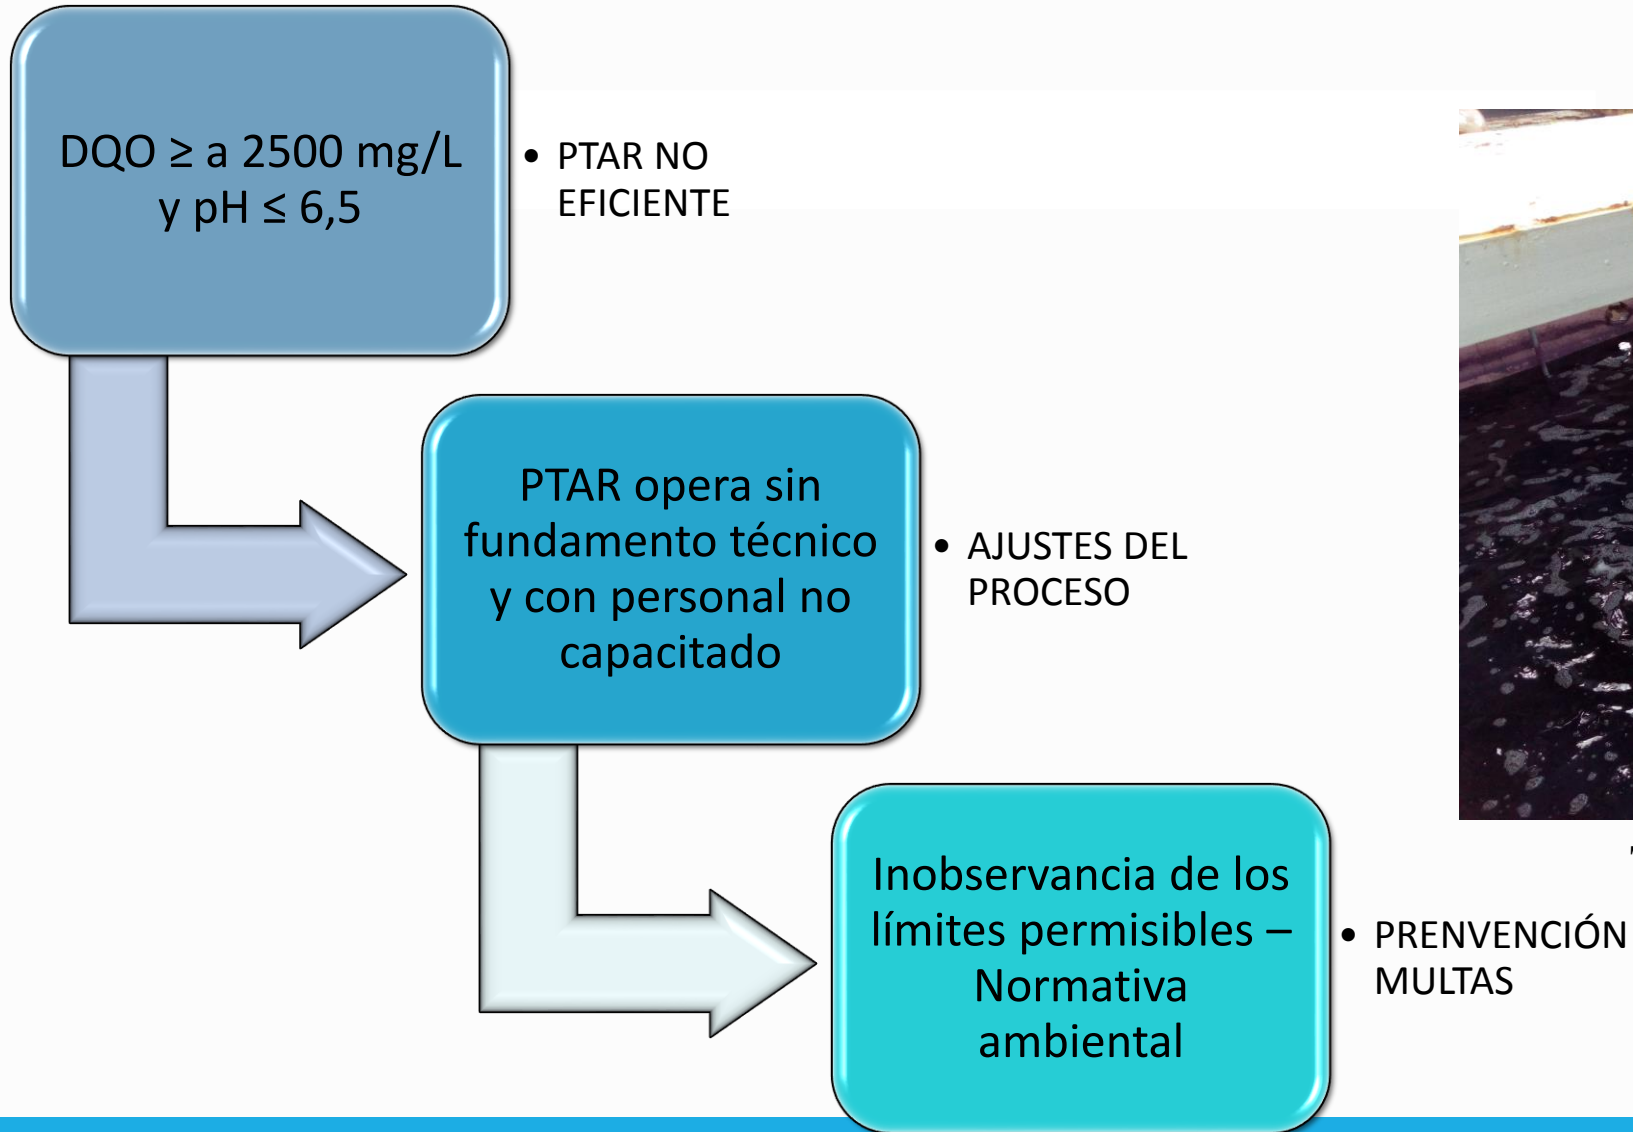 DQO ≥ a 2500 mg/L
y pH ≤ 6,5
• PTAR NO
EFICIENTE
PTAR opera sin
fundamento técnico
y con personal no
capacitado
• AJUSTES DEL
PROCESO
Inobservancia de los
límites permisibles –
Normativa
ambiental
• PRENVENCIÓN
MULTAS